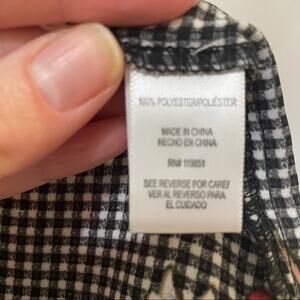 100% POLYESTER/POLIÉSTER
MADE IN CHINA
HECHO EN CHINA
RN# 119651
SEE REVERSE FOR CARE/
VER AL REVERSO PARA
EL CUIDADO